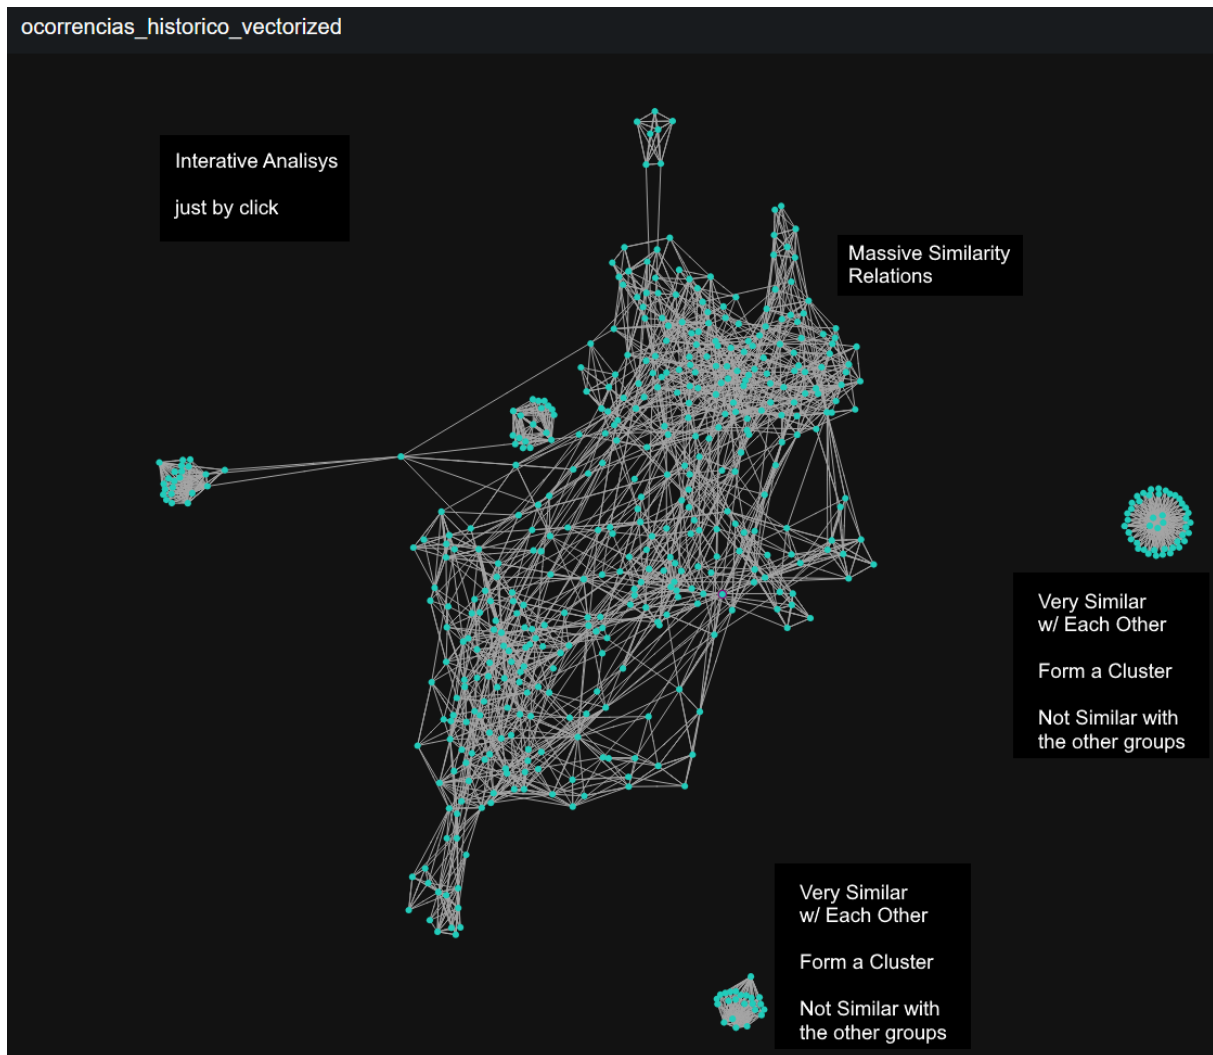 ocorrencias_historico_vectorized
Interative Analisys
just by click
Massive Similarity
Relations
Very Similar
w/ Each Other
Form a Cluster
Not Similar with
the other groups
Very Similar
w/ Each Other
Form a Cluster
Not Similar with
the other groups